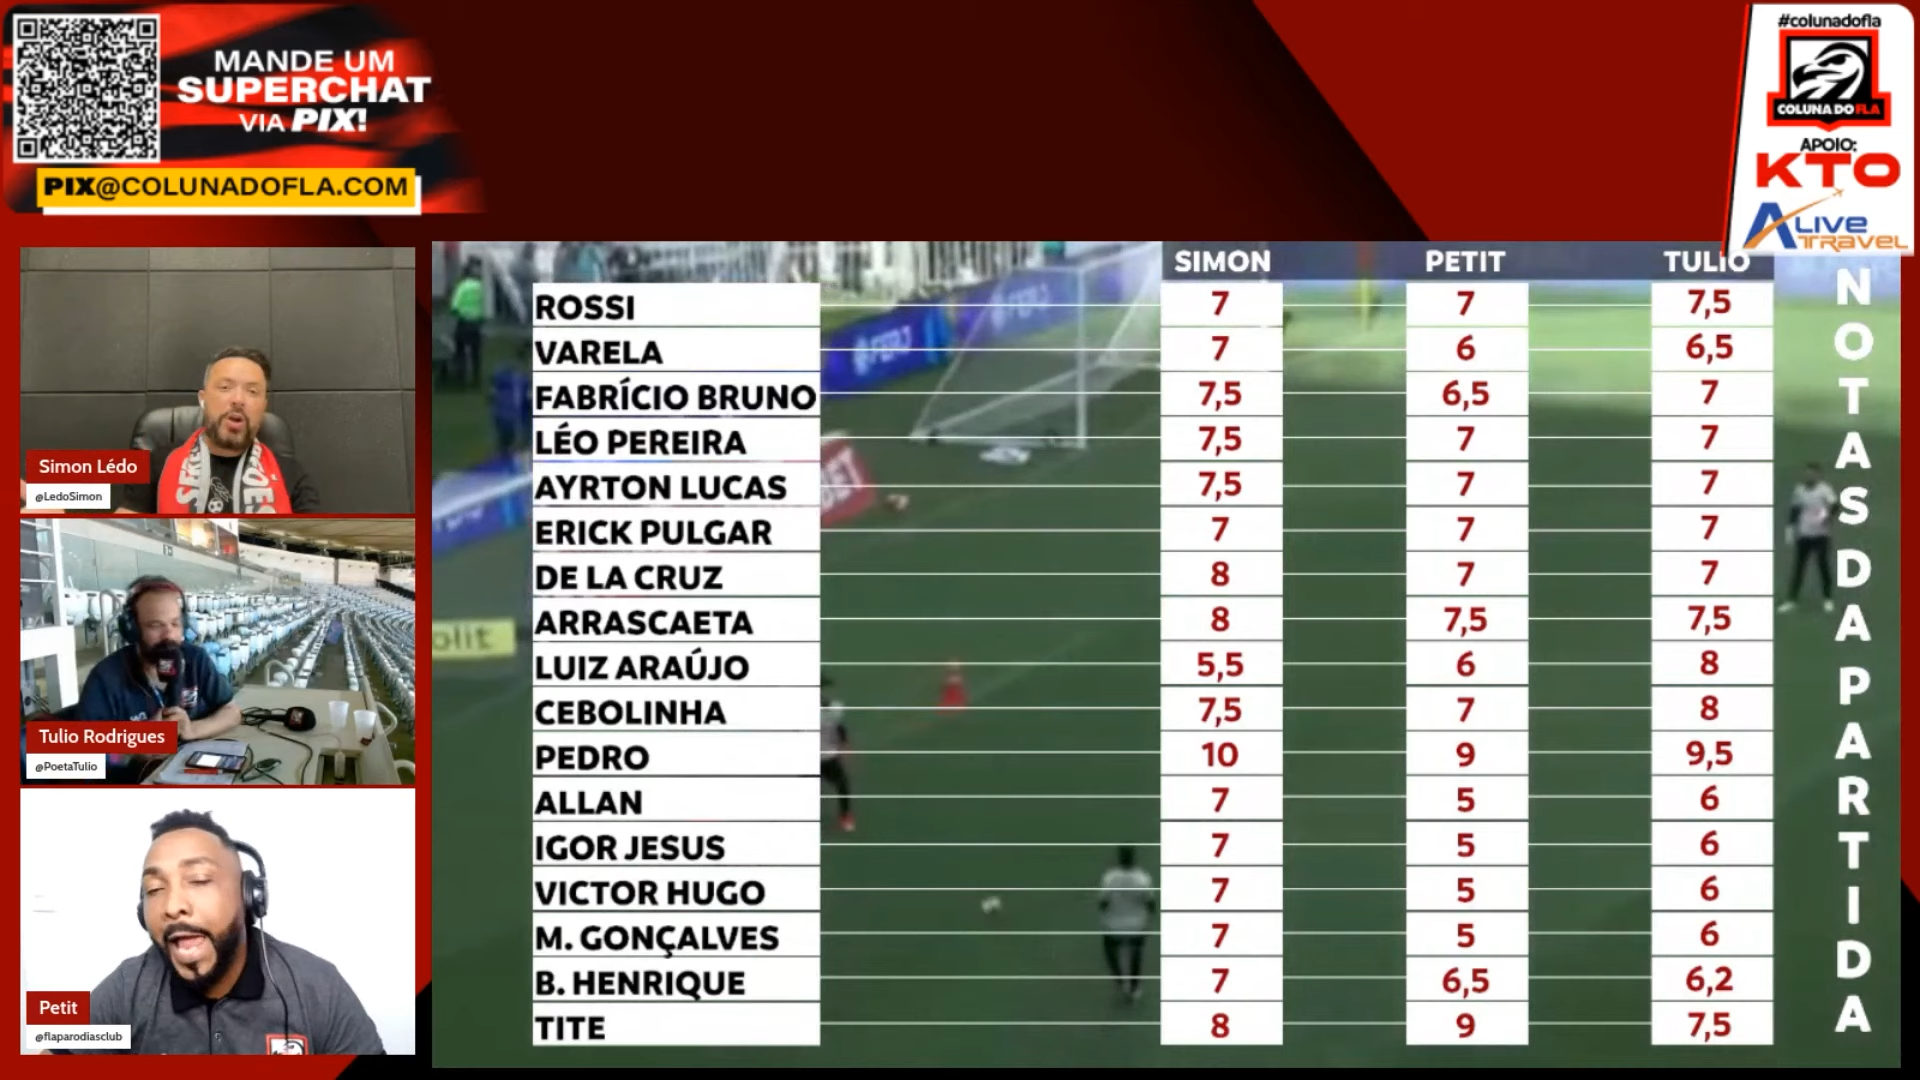 MANDE UM
SUPERCHAT
VIA PIX!
PIX@COLUNADOFLA.COM
#colunadofla
COLUNA DO FLA
APOIO:
KTO
ALIVE
TRAVEL
Simon Lédo
@LedoSimon
Tulio Rodrigues
@PoetaTulio
Petit
@flaparodiasclub
SIMON PETIT TULIO
ROSSI 7 7 7,5
VARELA 7 6 6,5
FABRÍCIO BRUNO 7,5 6,5 7
LÉO PEREIRA 7,5 7 7
AYRTON LUCAS 7,5 7 7
ERICK PULGAR 7 7 7
DE LA CRUZ 8 7 7
ARRASCAETA 8 7,5 7,5
LUIZ ARAÚJO 5,5 6 8
CEBOLINHA 7,5 7 8
PEDRO 10 9 9,5
ALLAN 7 5 6
IGOR JESUS 7 5 6
VICTOR HUGO 7 5 6
M. GONÇALVES 7 5 6
B. HENRIQUE 7 6,5 6,2
TITE 8 9 7,5
NOTAS DA PARTIDA
FERJ
FERJ